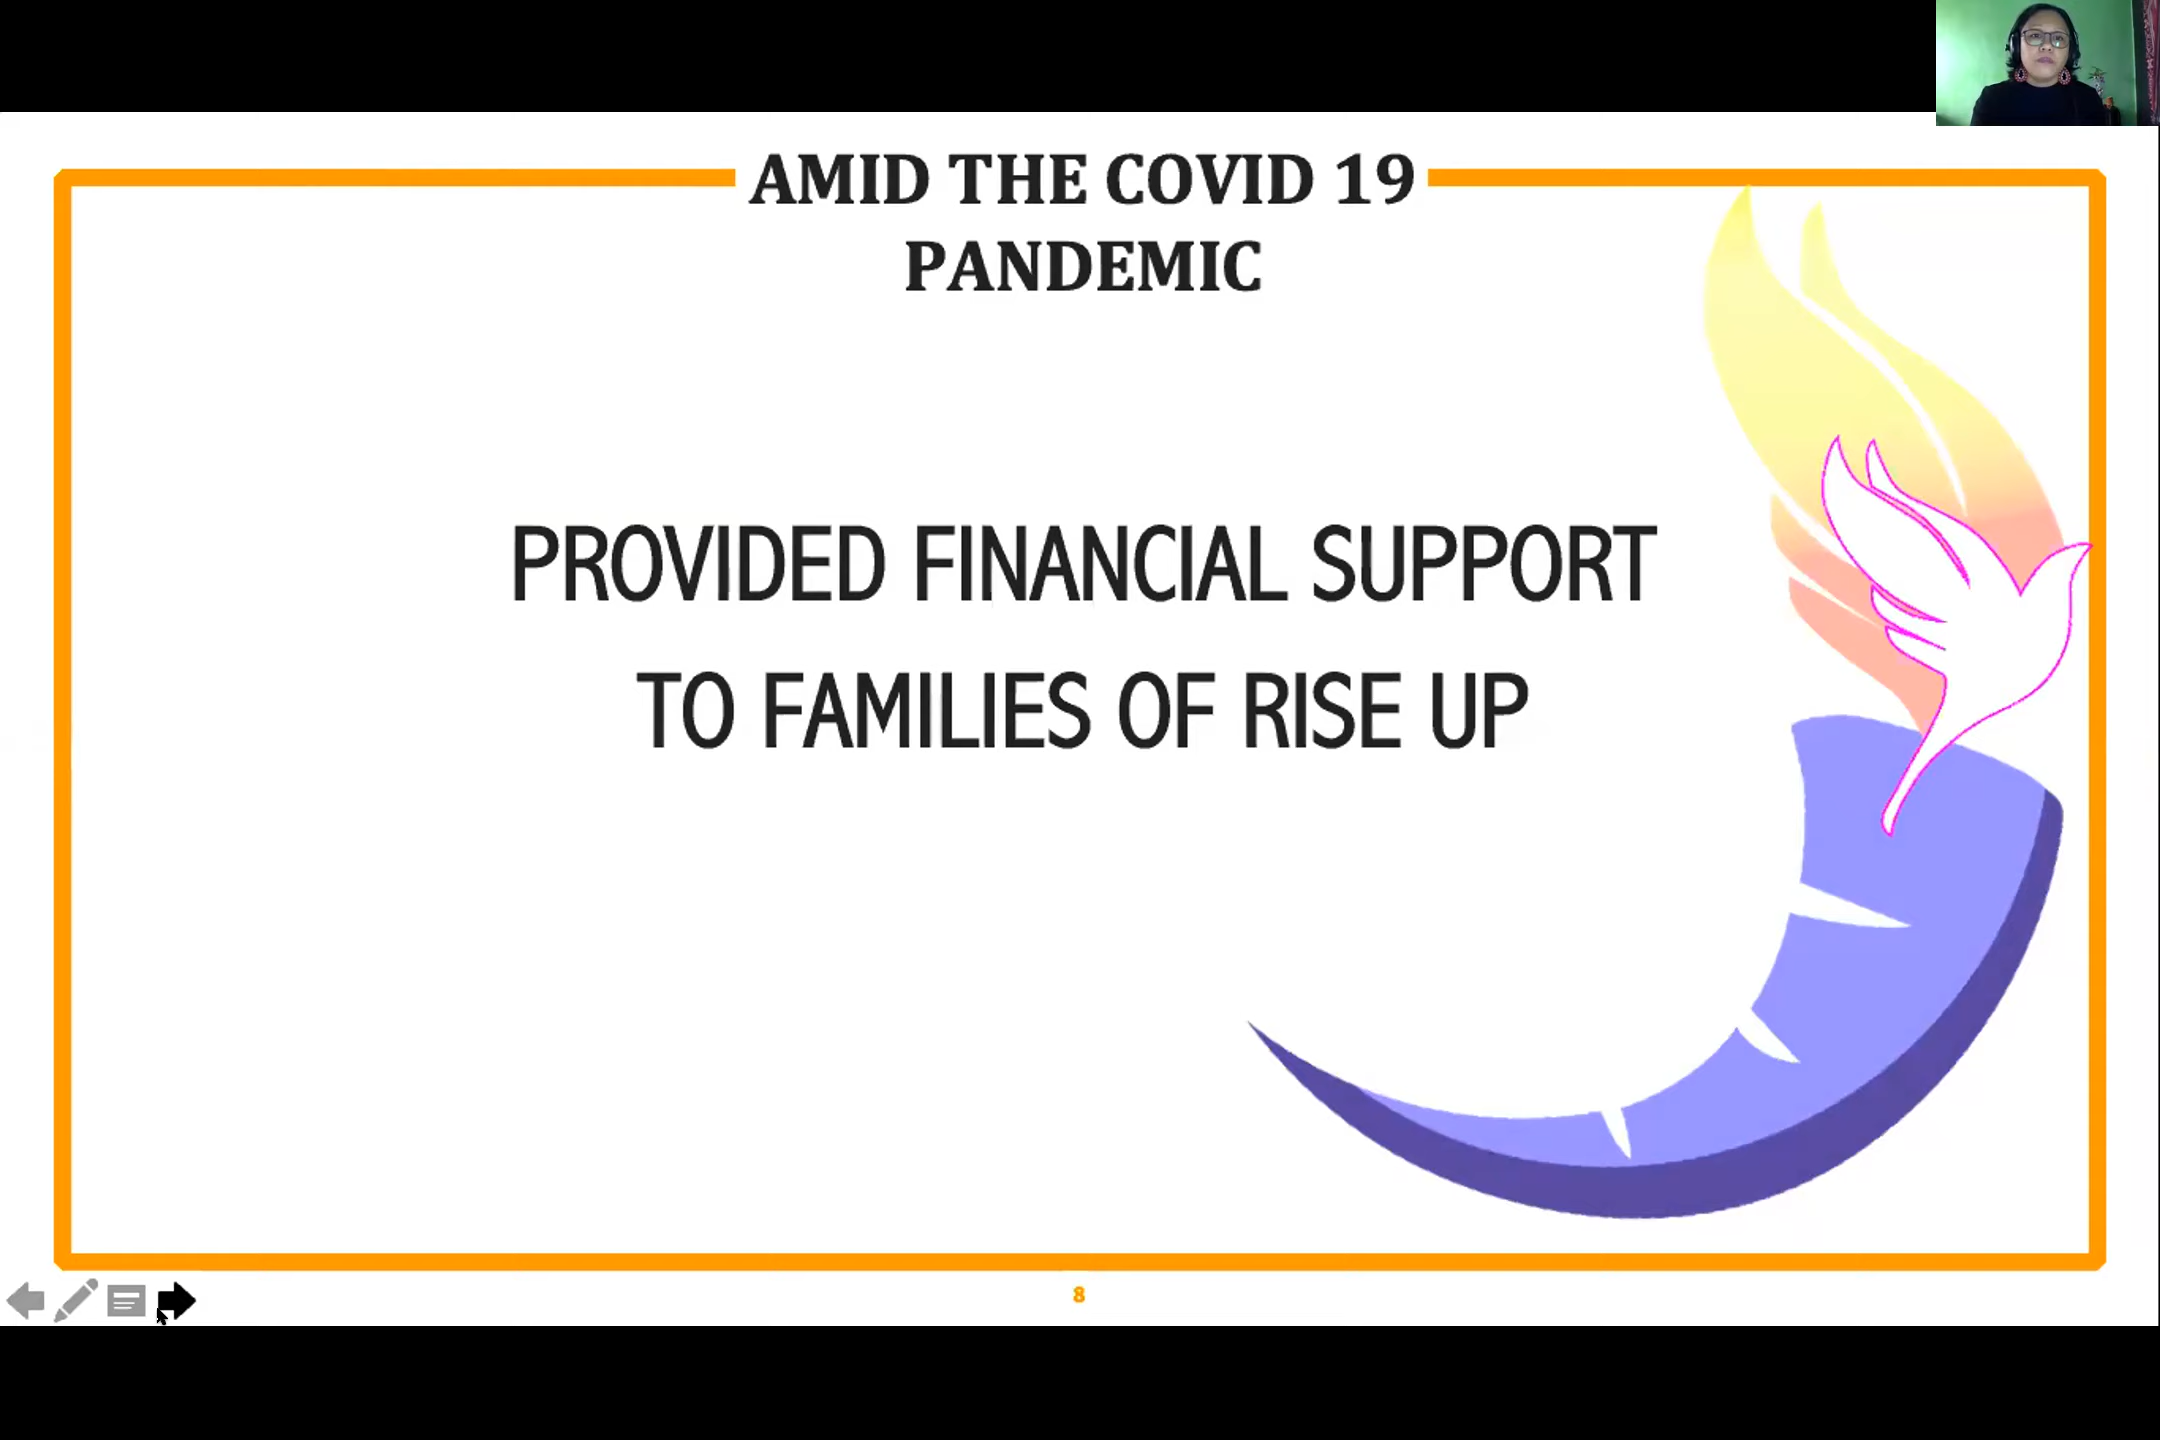 AMID THE COVID 19
PANDEMIC
PROVIDED FINANCIAL SUPPORT
TO FAMILIES OF RISE UP
8